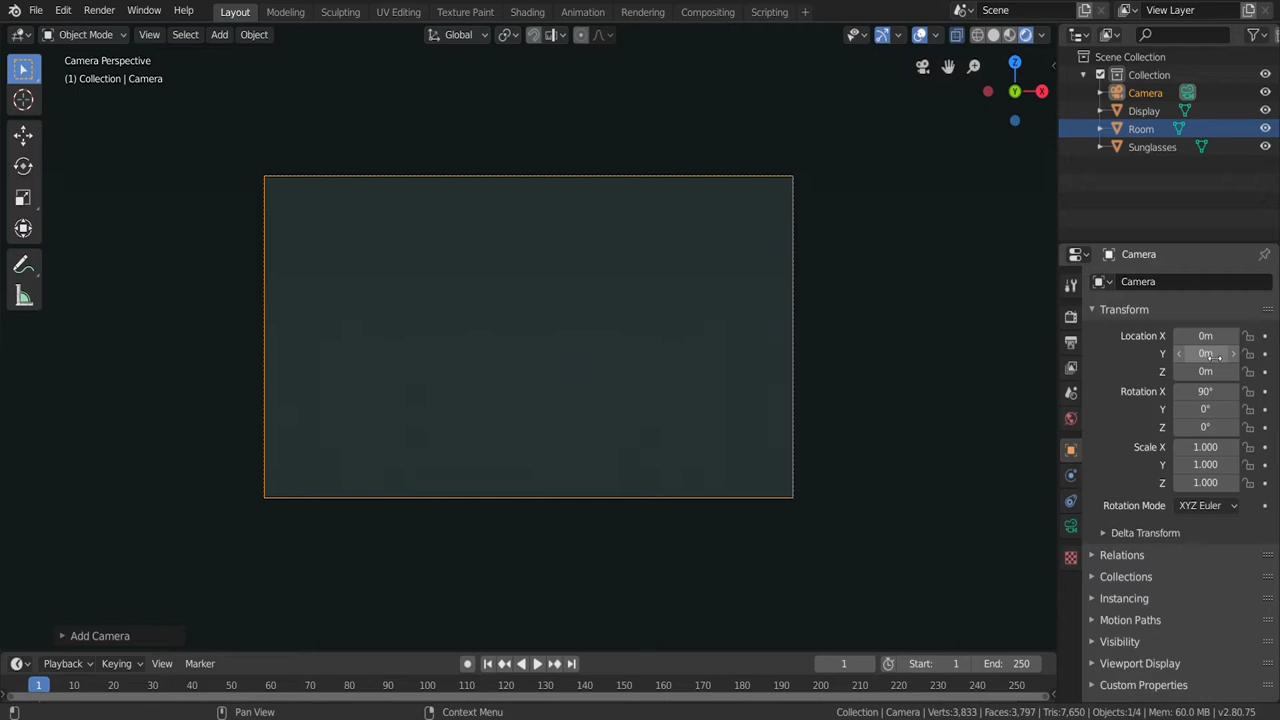 File Edit Render Window Help Layout Modeling Sculpting UV Editing Texture Paint Shading Animation Rendering Compositing Scripting + Scene View Layer
Object Mode View Select Add Object Global
Camera Perspective
(1) Collection | Camera
Z
Y
X
Scene Collection
Collection
Camera
Display
Room
Sunglasses
Camera
Camera
Transform
Location X 0m
Y 0m
Z 0m
Rotation X 90°
Y 0°
Z 0°
Scale X 1.000
Y 1.000
Z 1.000
Rotation Mode XYZ Euler
Delta Transform
Relations
Collections
Instancing
Motion Paths
Visibility
Viewport Display
Custom Properties
Add Camera
Playback Keying View Marker 1 Start: 1 End: 250
1 10 20 30 40 50 60 70 80 90 100 110 120 130 140 150 160 170 180 190 200 210 220 230 240 250
Pan View Context Menu Collection | Camera | Verts:3,833 | Faces:3,797 | Tris:7,650 | Objects:1/4 | Mem: 60.0 MB | v2.80.75